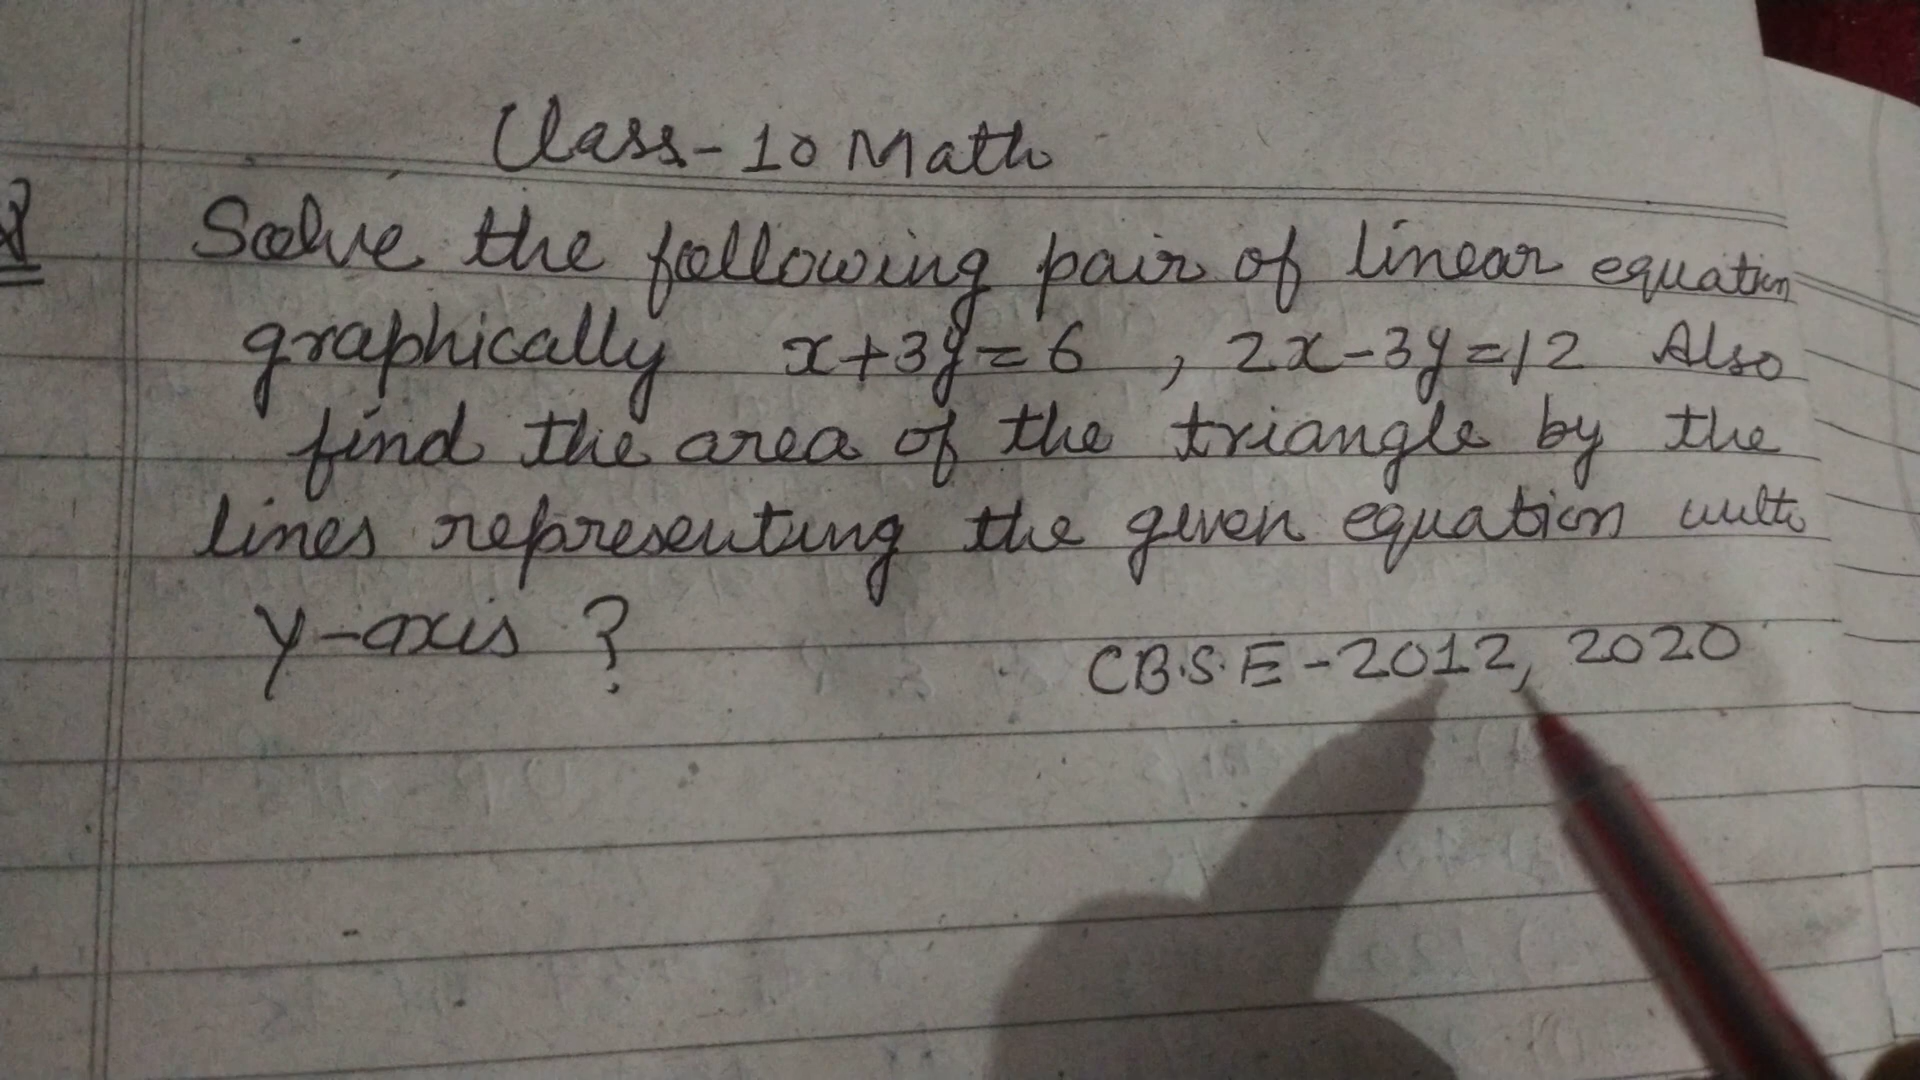 Class-10 Math
Q Solve the following pair of linear equation
graphically x+3y=6 , 2x-3y=12 Also
find the area of the triangle by the
lines representing the given equation with
y-axis ?
C.B.S.E-2012, 2020